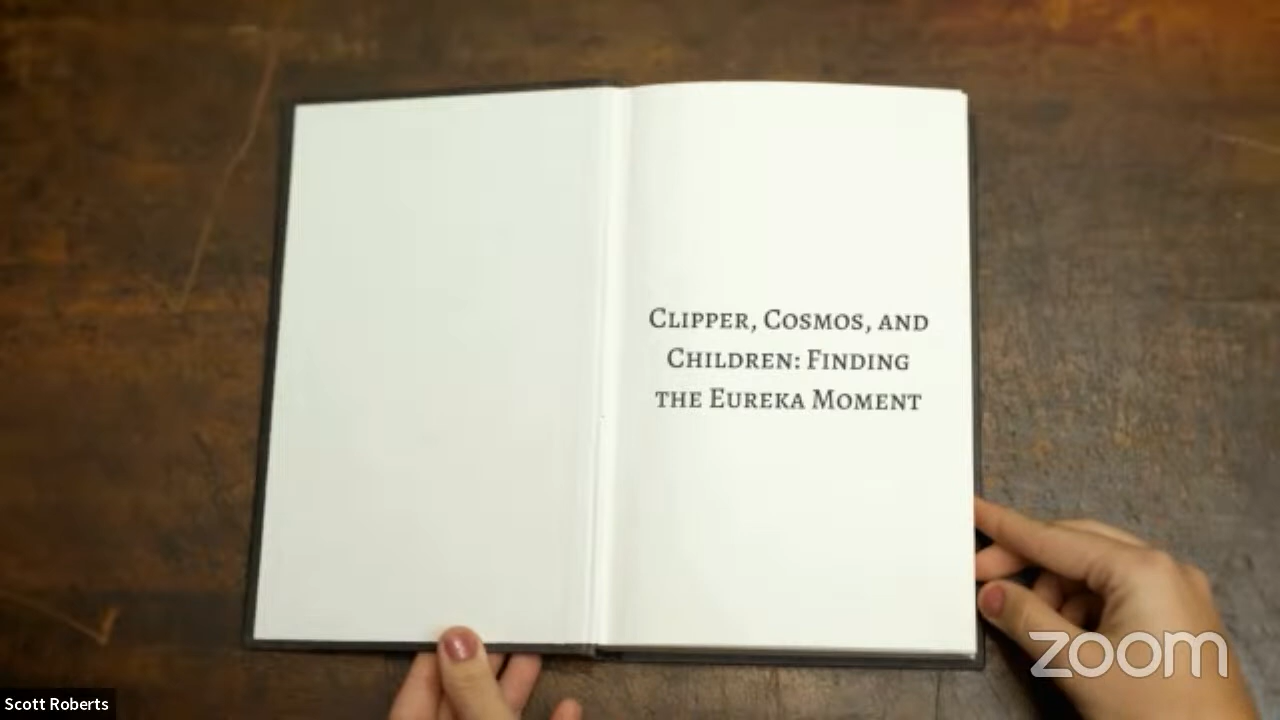 Clipper, Cosmos, and
Children: Finding
the Eureka Moment
zoom
Scott Roberts